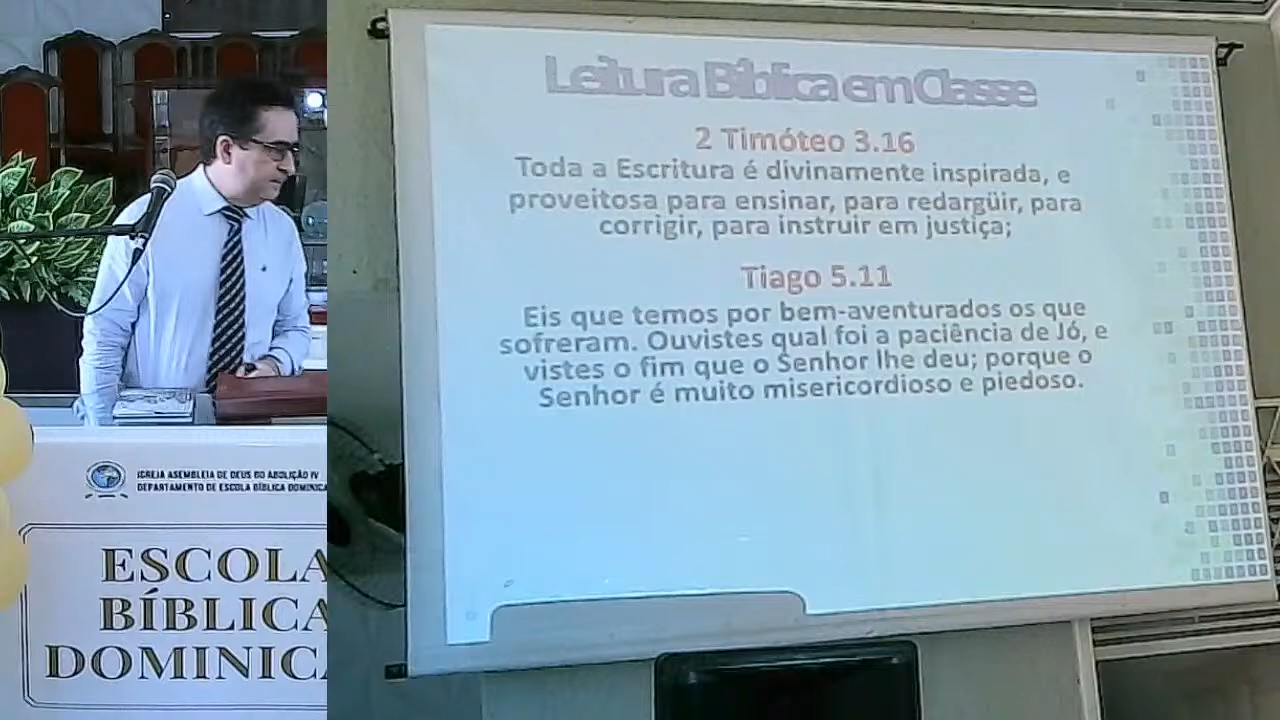 Leitura Bíblica em Classe
2 Timóteo 3.16
Toda a Escritura é divinamente inspirada, e
proveitosa para ensinar, para redargüir, para
corrigir, para instruir em justiça;
Tiago 5.11
Eis que temos por bem-aventurados os que
sofreram. Ouvistes qual foi a paciência de Jó, e
vistes o fim que o Senhor lhe deu; porque o
Senhor é muito misericordioso e piedoso.
IGREJA ASSEMBLEIA DE DEUS DO ABOLIÇÃO IV
DEPARTAMENTO DE ESCOLA BÍBLICA DOMINICA
ESCOLA
BÍBLICA
DOMINICA